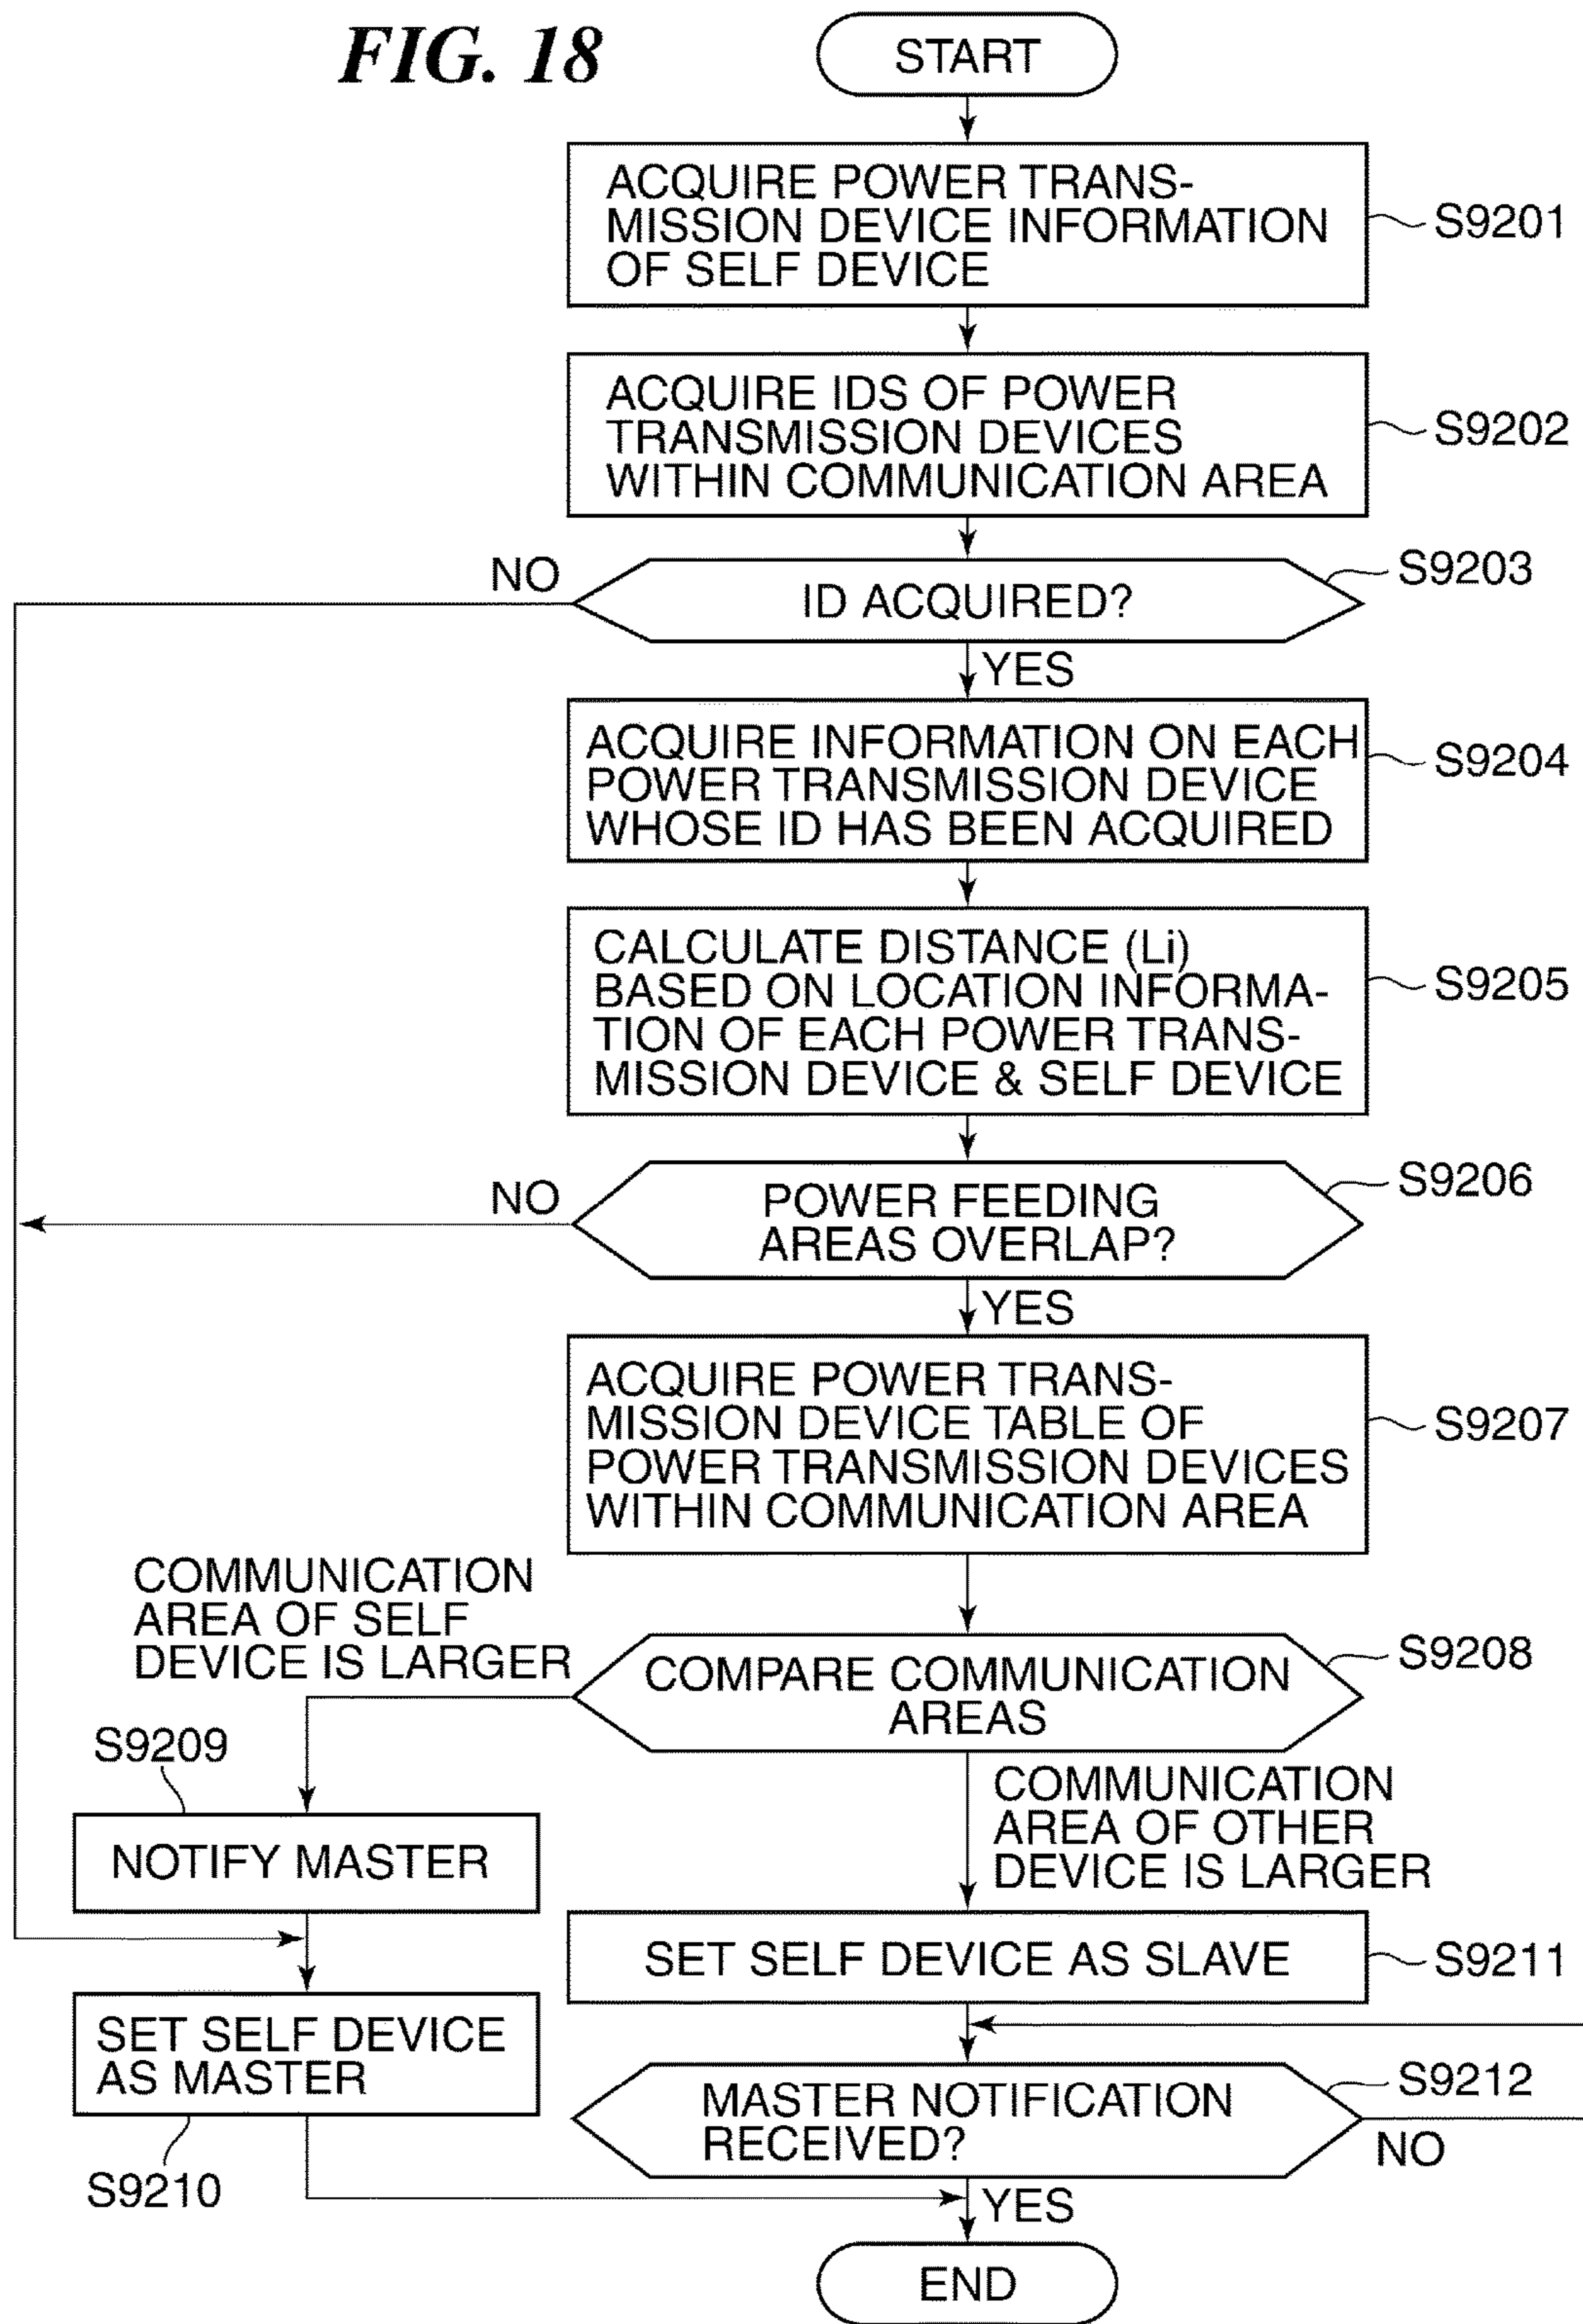 FIG. 18
START
ACQUIRE POWER TRANS-
MISSION DEVICE INFORMATION
OF SELF DEVICE
S9201
ACQUIRE IDS OF POWER
TRANSMISSION DEVICES
WITHIN COMMUNICATION AREA
S9202
NO
ID ACQUIRED?
S9203
YES
ACQUIRE INFORMATION ON EACH
POWER TRANSMISSION DEVICE
WHOSE ID HAS BEEN ACQUIRED
S9204
CALCULATE DISTANCE (Li)
BASED ON LOCATION INFORMA-
TION OF EACH POWER TRANS-
MISSION DEVICE & SELF DEVICE
S9205
NO
POWER FEEDING
AREAS OVERLAP?
S9206
YES
ACQUIRE POWER TRANS-
MISSION DEVICE TABLE OF
POWER TRANSMISSION DEVICES
WITHIN COMMUNICATION AREA
S9207
COMMUNICATION
AREA OF SELF
DEVICE IS LARGER
COMPARE COMMUNICATION
AREAS
S9208
S9209
NOTIFY MASTER
COMMUNICATION
AREA OF OTHER
DEVICE IS LARGER
SET SELF DEVICE AS SLAVE
S9211
SET SELF DEVICE
AS MASTER
S9210
MASTER NOTIFICATION
RECEIVED?
S9212
NO
YES
END